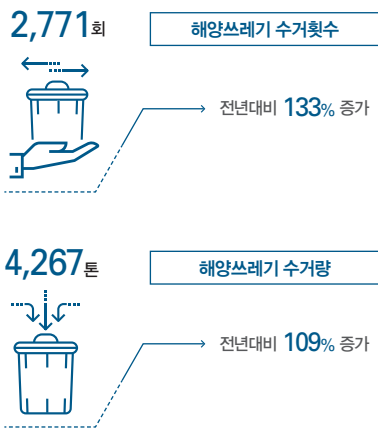 2,771회
해양쓰레기 수거횟수
전년대비 133% 증가
4,267톤
해양쓰레기 수거량
전년대비 109% 증가